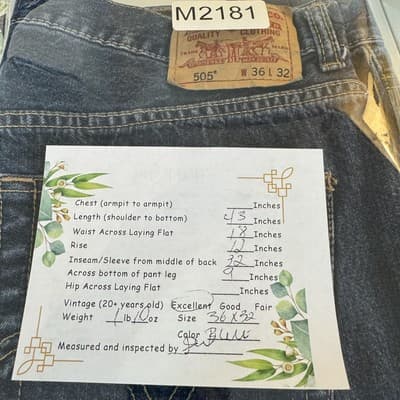 M2181
QUALITY CLOTHING
505* W 36 L 32
Chest (armpit to armpit) ____Inches
Length (shoulder to bottom) 43 Inches
Waist Across Laying Flat 18 Inches
Rise 12 Inches
Inseam/Sleeve from middle of back 32 Inches
Across bottom of pant leg 9 Inches
Hip Across Laying Flat ____Inches
Vintage (20+ years old) Excellent Good Fair
Weight 1 lb 10 oz Size 36 x 32
Color Blue
Measured and inspected by